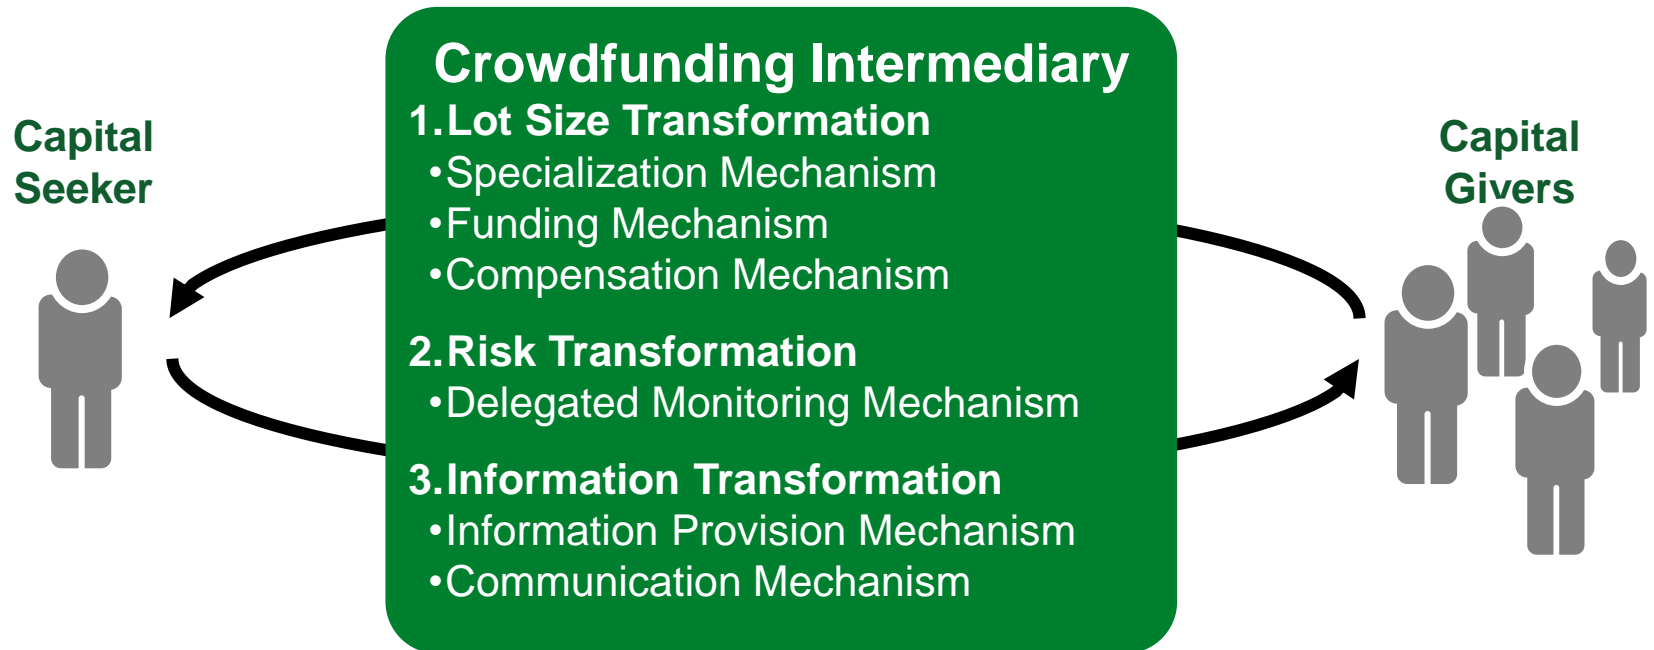 Capital
Seeker
Crowdfunding Intermediary
1.Lot Size Transformation
•Specialization Mechanism
•Funding Mechanism
•Compensation Mechanism
2.Risk Transformation
•Delegated Monitoring Mechanism
3.Information Transformation
•Information Provision Mechanism
•Communication Mechanism
Capital
Givers